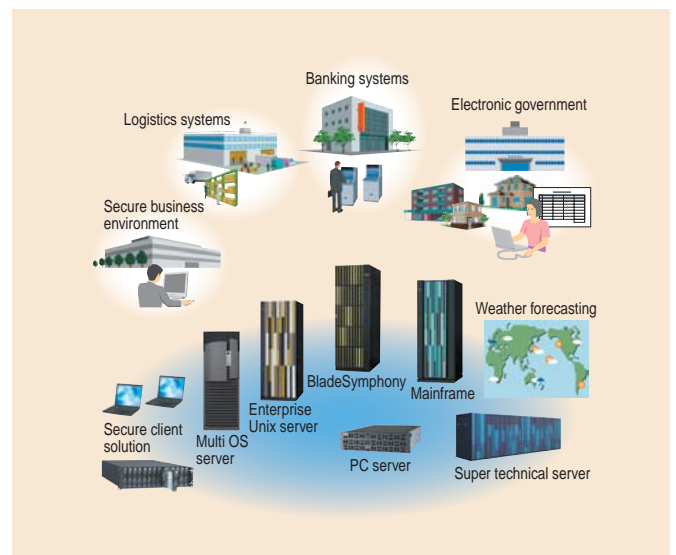 Banking systems
Electronic government
Logistics systems
Secure business
environment
Weather forecasting
BladeSymphony
Mainframe
Enterprise
Unix server
Secure client
solution
Multi OS
server
PC server
Super technical server